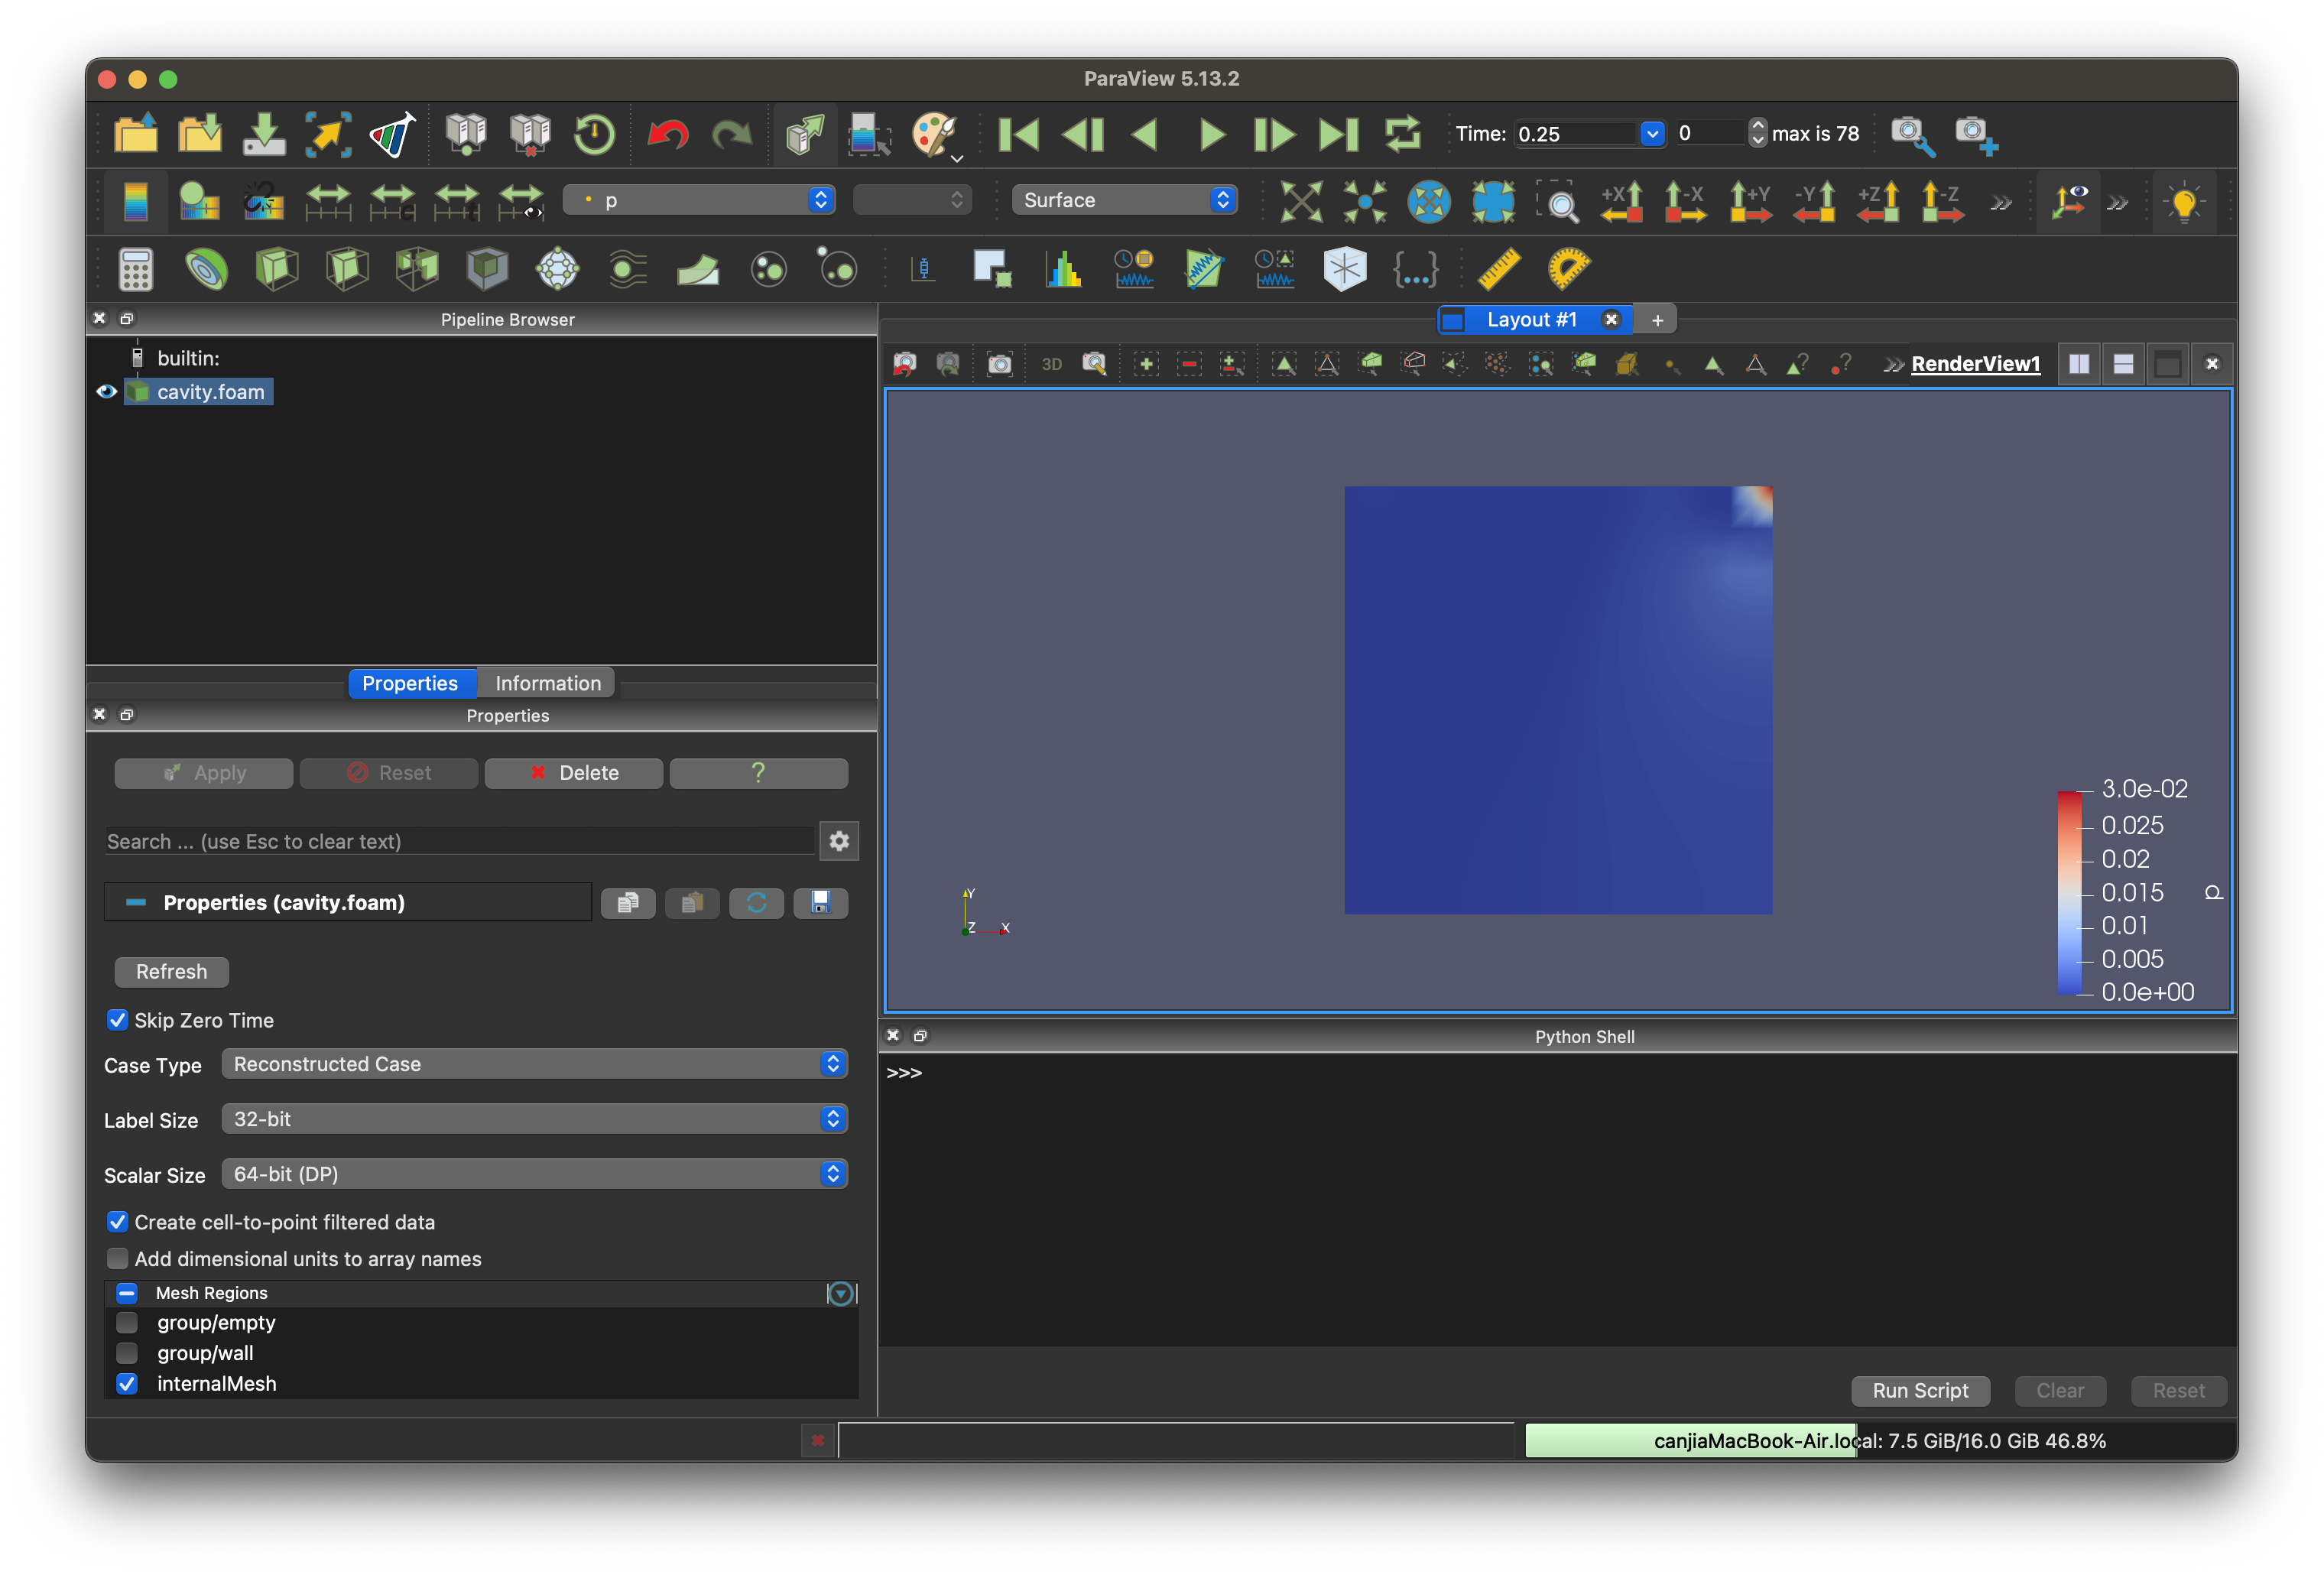 ParaView 5.13.2
Time: 0.25 0 max is 78
p Surface +X -X +Y -Y +Z -Z
Pipeline Browser
builtin:
cavity.foam
Properties Information
Properties
Apply Reset Delete ?
Search ... (use Esc to clear text)
Properties (cavity.foam)
Refresh
Skip Zero Time
Case Type Reconstructed Case
Label Size 32-bit
Scalar Size 64-bit (DP)
Create cell-to-point filtered data
Add dimensional units to array names
Mesh Regions
group/empty
group/wall
internalMesh
Layout #1 +
3D RenderView1
3.0e-02
0.025
0.02
0.015
0.01
0.005
0.0e+00
p
Y
Z X
Python Shell
>>>
Run Script Clear Reset
canjiaMacBook-Air.local: 7.5 GiB/16.0 GiB 46.8%